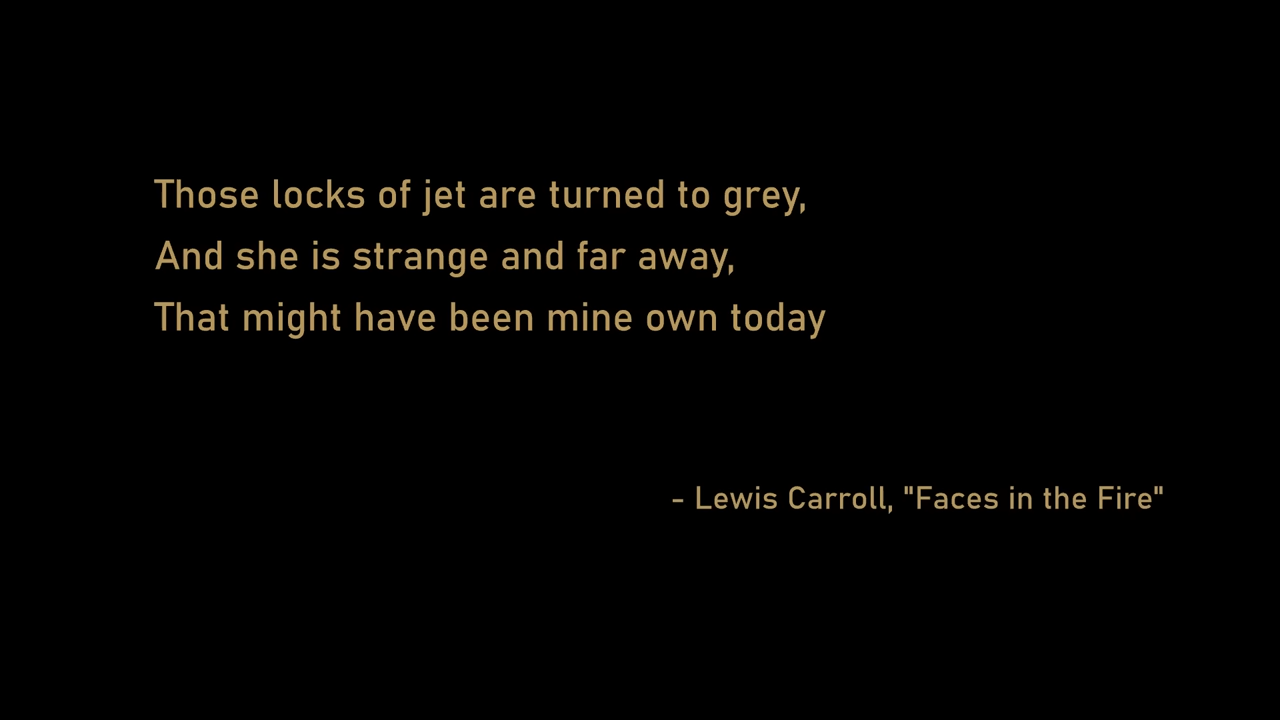 Those locks of jet are turned to grey,
And she is strange and far away,
That might have been mine own today
- Lewis Carroll, "Faces in the Fire"